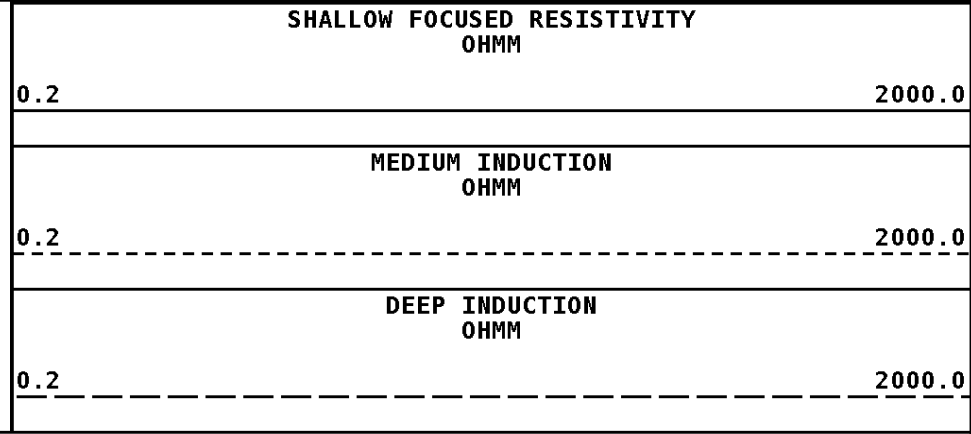 SHALLOW FOCUSED RESISTIVITY
OHMM
0.2 2000.0
MEDIUM INDUCTION
OHMM
0.2 2000.0
DEEP INDUCTION
OHMM
0.2 2000.0